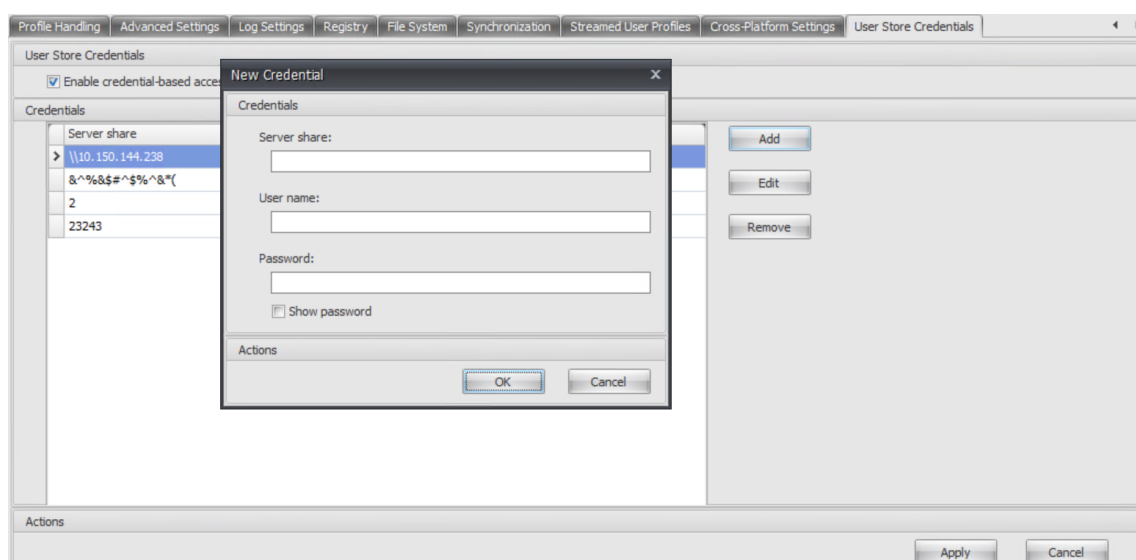 Profile Handling Advanced Settings Log Settings Registry File System Synchronization Streamed User Profiles Cross-Platform Settings User Store Credentials
User Store Credentials
Enable credential-based acce
New Credential x
Credentials
Credentials
Server share
Server share:
Add
\\10.150.144.238
&^%&$#^$%^&*(
Edit
User name:
2
23243
Remove
Password:
Show password
Actions
OK Cancel
Actions
Apply Cancel